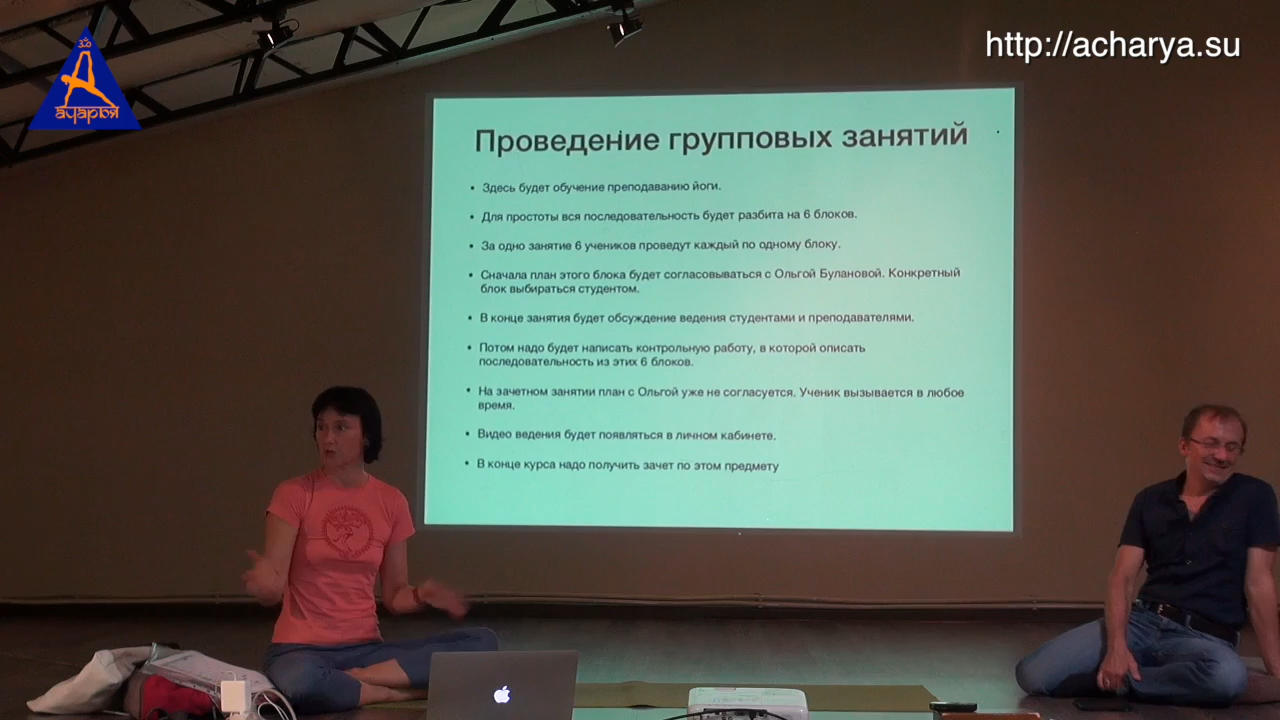 http://acharya.su
ॐ
ачарья
Проведение групповых занятий
• Здесь будет обучение преподаванию йоги.
• Для простоты вся последовательность будет разбита на 6 блоков.
• За одно занятие 6 учеников проведут каждый по одному блоку.
• Сначала план этого блока будет согласовываться с Ольгой Булановой. Конкретный
блок выбираться студентом.
• В конце занятия будет обсуждение ведения студентами и преподавателями.
• Потом надо будет написать контрольную работу, в которой описать
последовательность из этих 6 блоков.
• На зачетном занятии план с Ольгой уже не согласуется. Ученик вызывается в любое
время.
• Видео ведения будет появляться в личном кабинете.
• В конце курса надо получить зачет по этом предмету